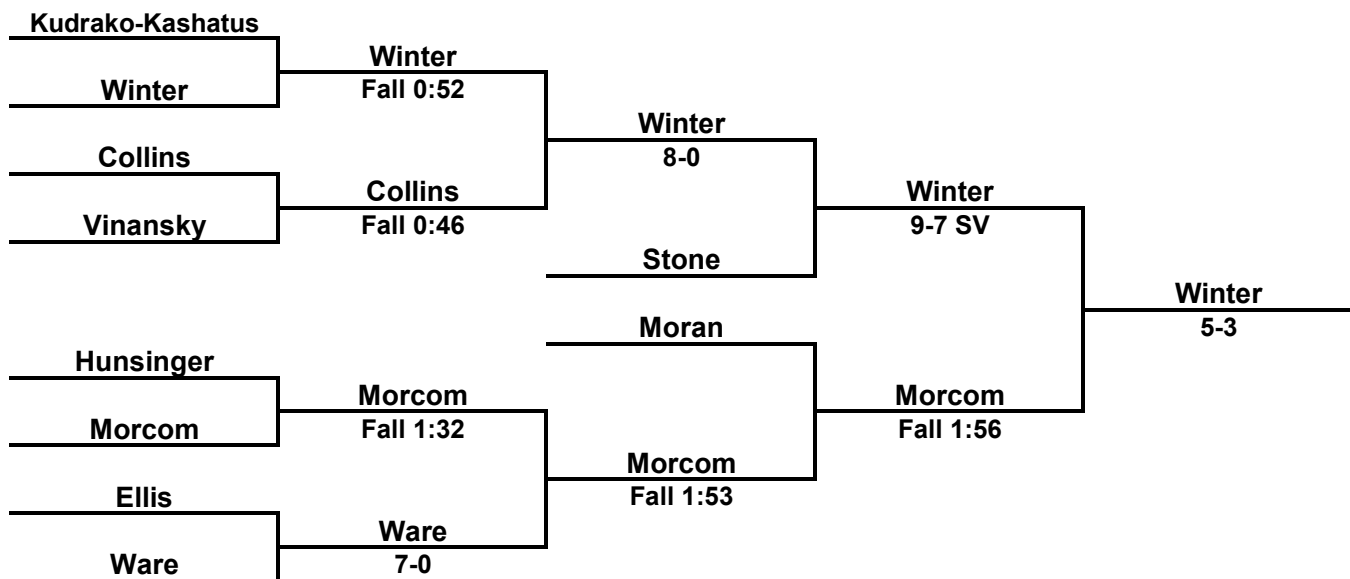 Kudrako-Kashatus
Winter
Winter
Fall 0:52
Winter
8-0
Collins
Collins
Vinansky
Fall 0:46
Winter
9-7 SV
Stone
Winter
5-3
Moran
Hunsinger
Morcom
Morcom
Morcom
Fall 1:32
Fall 1:56
Morcom
Fall 1:53
Ellis
Ware
Ware
7-0